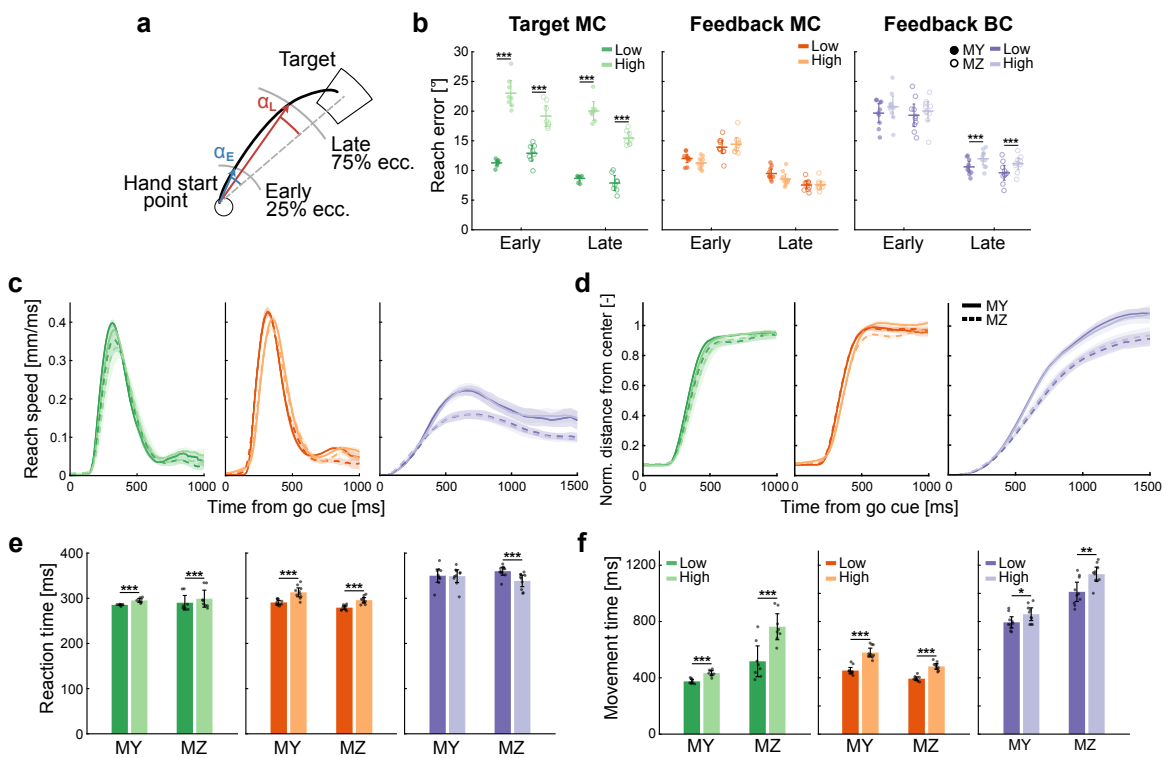 a
Target
αL
αE
Late
75% ecc.
Hand start
point
Early
25% ecc.
b
Target MC
Feedback MC
Feedback BC
Reach error [°]
30
25
20
15
10
5
0
Low
High
Low
High
MY
MZ
Low
High
***
***
***
***
***
***
Early
Late
Early
Late
Early
Late
c
Reach speed [mm/ms]
0.4
0.3
0.2
0.1
0
0
500
1000
0
500
1000
0
500
1000
1500
Time from go cue [ms]
d
Norm. distance from center [-]
1
0.8
0.6
0.4
0.2
0
MY
MZ
0
500
1000
0
500
1000
0
500
1000
1500
Time from go cue [ms]
e
Reaction time [ms]
400
300
200
100
0
***
***
***
***
***
MY
MZ
MY
MZ
MY
MZ
f
Movement time [ms]
1200
800
400
0
Low
High
Low
High
Low
High
***
***
***
***
*
**
MY
MZ
MY
MZ
MY
MZ